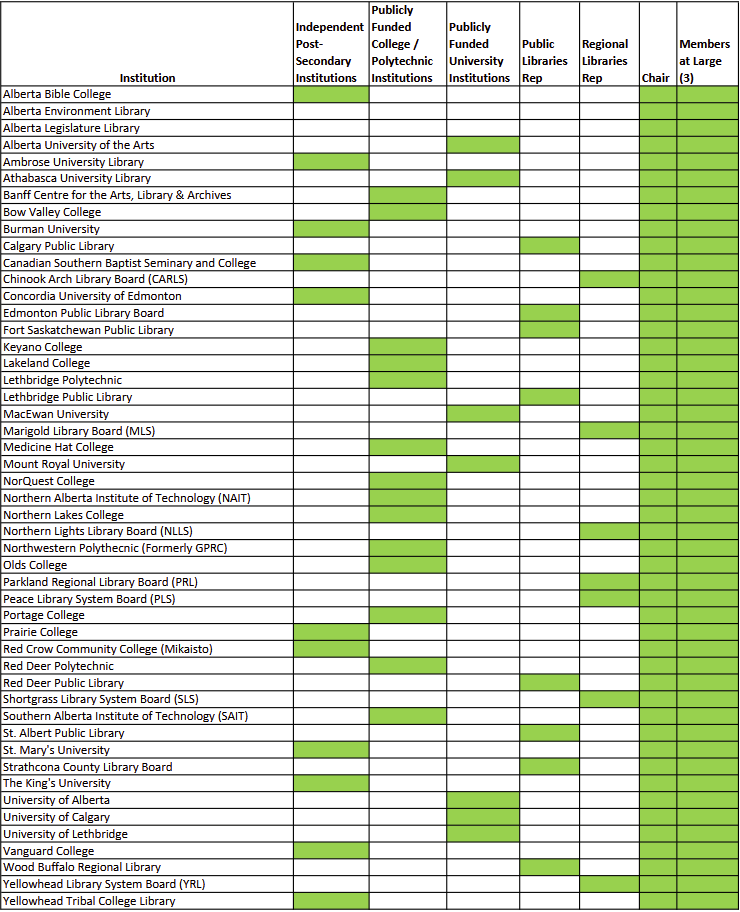 Institution
Independent
Post-
Secondary
Institutions
Publicly
Funded
College /
Polytechnic
Institutions
Publicly
Funded
University
Institutions
Public
Libraries
Rep
Regional
Libraries
Rep
Chair
Members
at Large
(3)
Alberta Bible College
Alberta Environment Library
Alberta Legislature Library
Alberta University of the Arts
Ambrose University Library
Athabasca University Library
Banff Centre for the Arts, Library & Archives
Bow Valley College
Burman University
Calgary Public Library
Canadian Southern Baptist Seminary and College
Chinook Arch Library Board (CARLS)
Concordia University of Edmonton
Edmonton Public Library Board
Fort Saskatchewan Public Library
Keyano College
Lakeland College
Lethbridge Polytechnic
Lethbridge Public Library
MacEwan University
Marigold Library Board (MLS)
Medicine Hat College
Mount Royal University
NorQuest College
Northern Alberta Institute of Technology (NAIT)
Northern Lakes College
Northern Lights Library Board (NLLS)
Northwestern Polythecnic (Formerly GPRC)
Olds College
Parkland Regional Library Board (PRL)
Peace Library System Board (PLS)
Portage College
Prairie College
Red Crow Community College (Mikaisto)
Red Deer Polytechnic
Red Deer Public Library
Shortgrass Library System Board (SLS)
Southern Alberta Institute of Technology (SAIT)
St. Albert Public Library
St. Mary's University
Strathcona County Library Board
The King's University
University of Alberta
University of Calgary
University of Lethbridge
Vanguard College
Wood Buffalo Regional Library
Yellowhead Library System Board (YRL)
Yellowhead Tribal College Library